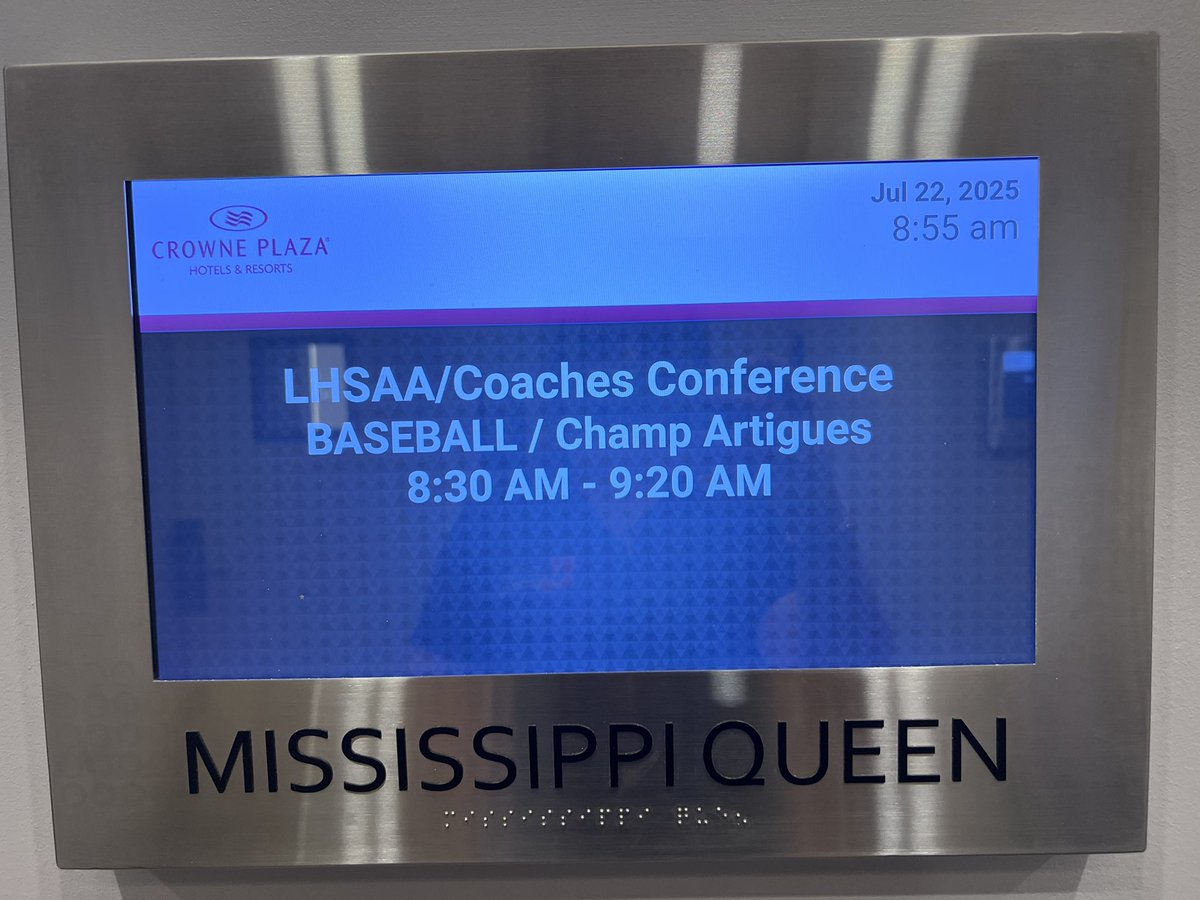 CROWNE PLAZA®
HOTELS & RESORTS
Jul 22, 2025
8:55 am
LHSAA/Coaches Conference
BASEBALL / Champ Artigues
8:30 AM - 9:20 AM
MISSISSIPPI QUEEN
⠍⠊⠎⠎⠊⠎⠎⠊⠏⠏⠊ ⠟⠥⠑⠢